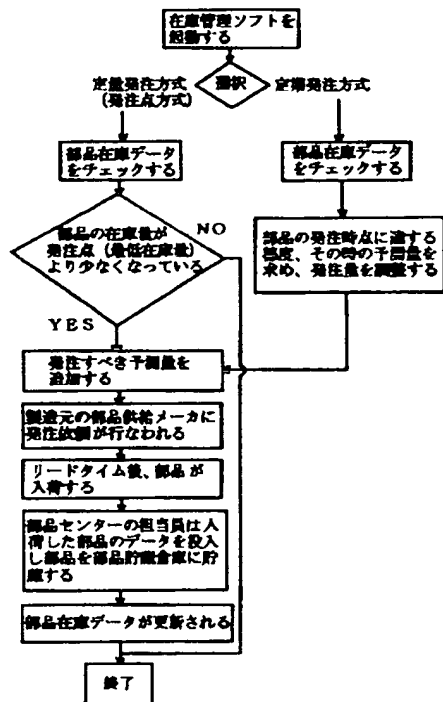 在庫管理ソフトを
起動する
選択
定量発注方式
(発注点方式)
定期発注方式
部品在庫データ
をチェックする
部品在庫データ
をチェックする
部品の在庫量が
発注点(最低在庫量)
より少なくなっている
NO
YES
部品の発注時点に達する
都度、その時の予測量を
求め、発注量を調整する
発注すべき予測量を
追加する
製造元の部品供給メーカに
発注依頼が行なわれる
リードタイム後、部品が
入荷する
部品センターの担当員は入
荷した部品のデータを投入
し部品を部品貯蔵倉庫に貯
蔵する
部品在庫データが更新される
終了